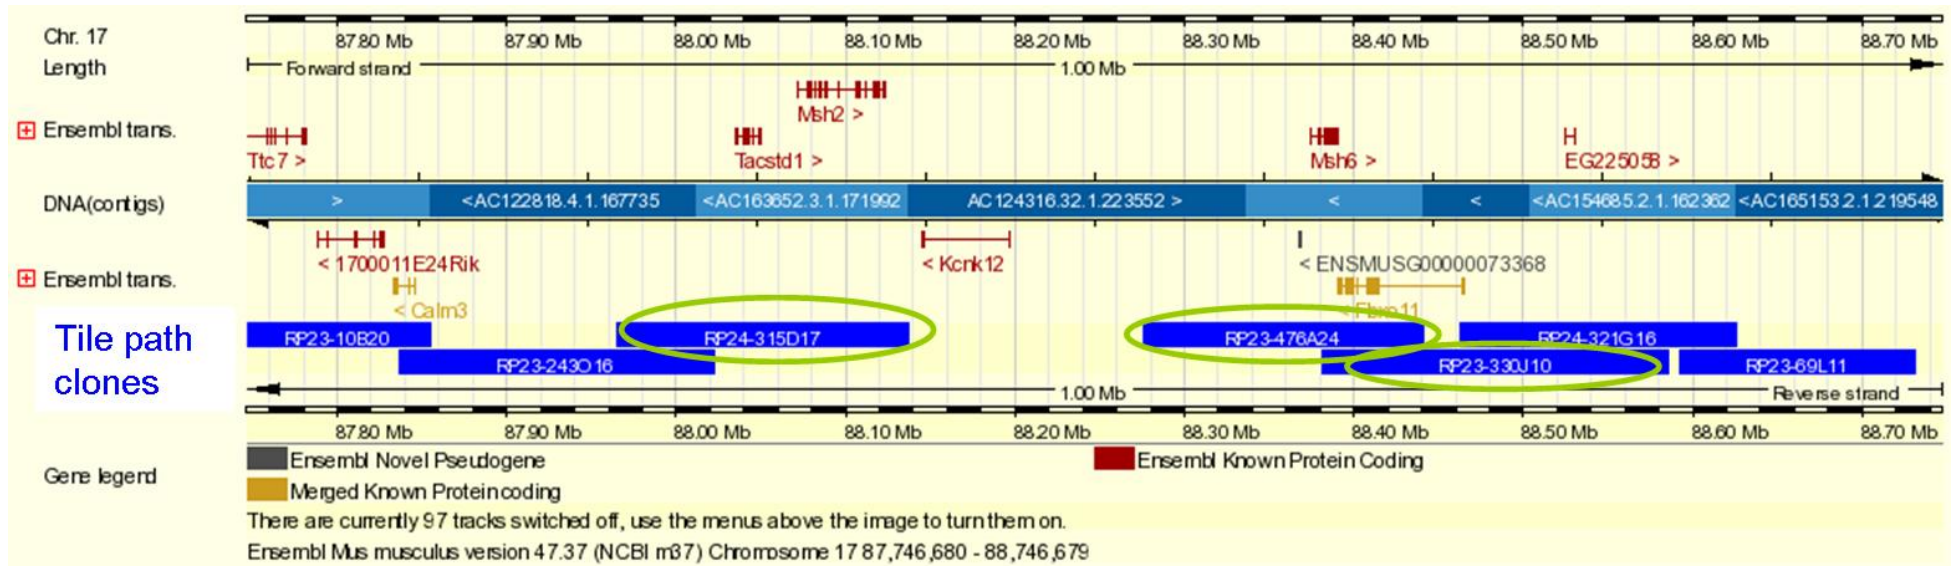 Chr. 17
87.80 Mb 87.90 Mb 88.00 Mb 88.10 Mb 88.20 Mb 88.30 Mb 88.40 Mb 88.50 Mb 88.60 Mb 88.70 Mb
Length Forward strand 1.00 Mb
Msh2 >
Ensembl trans.
Ttc7 > Tacstd1 > Msh6 > EG225058 >
DNA(contigs) > <AC122818.4.1.167735 <AC163652.3.1.171992 AC124316.32.1.223552 > < < <AC154685.2.1.162362 <AC165153.2.1.219548
< 1700011E24Rik < Kcnk12 < ENSMUSG00000073368
Ensembl trans.
< Calm3 < Fbxo11
Tile path
clones
RP23-10B20 RP24-315D17 RP23-476A24 RP24-321G16
RP23-243O16 RP23-330J10 RP23-69L11
1.00 Mb Reverse strand
87.80 Mb 87.90 Mb 88.00 Mb 88.10 Mb 88.20 Mb 88.30 Mb 88.40 Mb 88.50 Mb 88.60 Mb 88.70 Mb
Gene legend
Ensembl Novel Pseudogene Ensembl Known Protein Coding
Merged Known Protein coding
There are currently 97 tracks switched off, use the menus above the image to turn them on.
Ensembl Mus musculus version 47.37 (NCBI m37) Chromosome 17 87,746,680 - 88,746,679